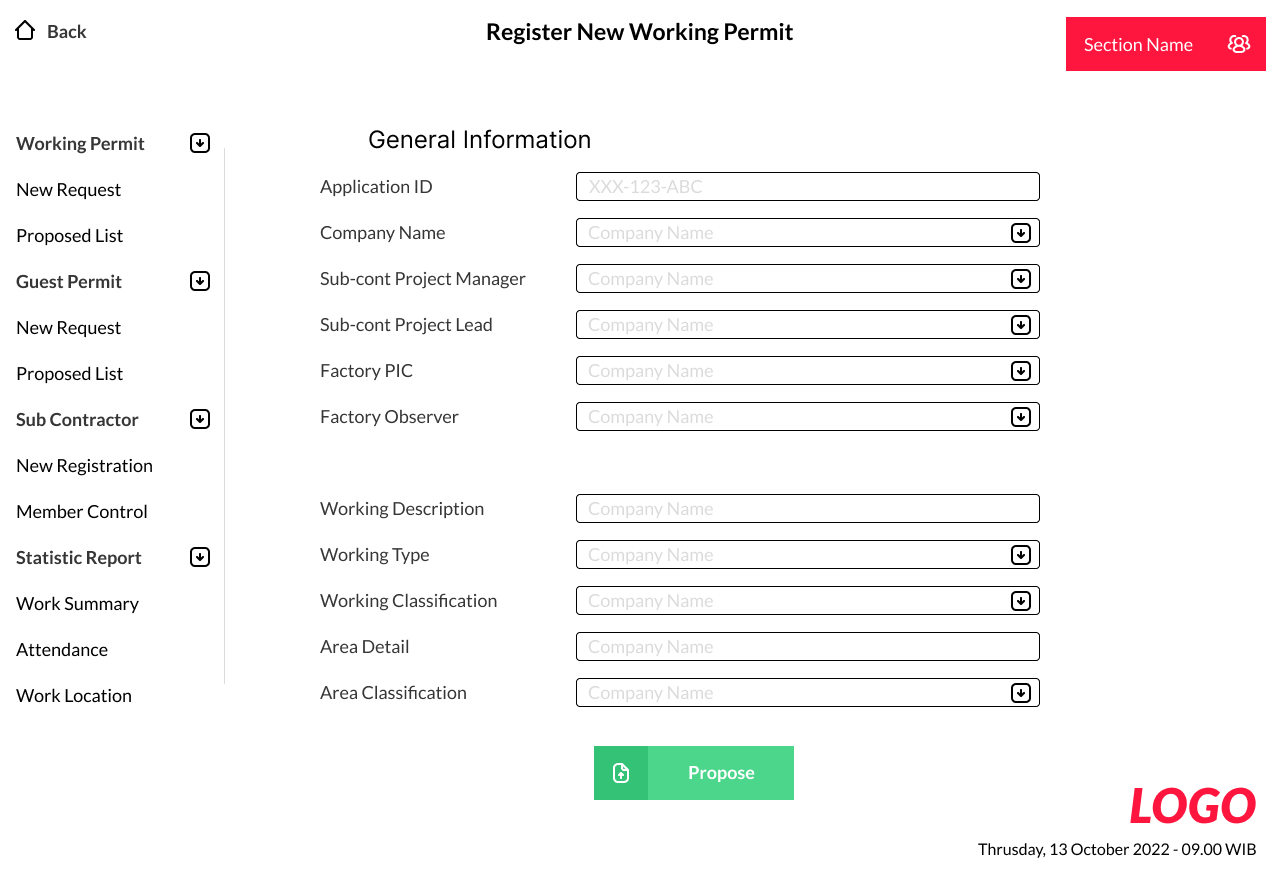 Back
Register New Working Permit
Section Name
Working Permit
New Request
Proposed List
Guest Permit
New Request
Proposed List
Sub Contractor
New Registration
Member Control
Statistic Report
Work Summary
Attendance
Work Location
General Information
Application ID XXX-123-ABC
Company Name Company Name
Sub-cont Project Manager Company Name
Sub-cont Project Lead Company Name
Factory PIC Company Name
Factory Observer Company Name
Working Description Company Name
Working Type Company Name
Working Classification Company Name
Area Detail Company Name
Area Classification Company Name
Propose
LOGO
Thrusday, 13 October 2022 - 09.00 WIB